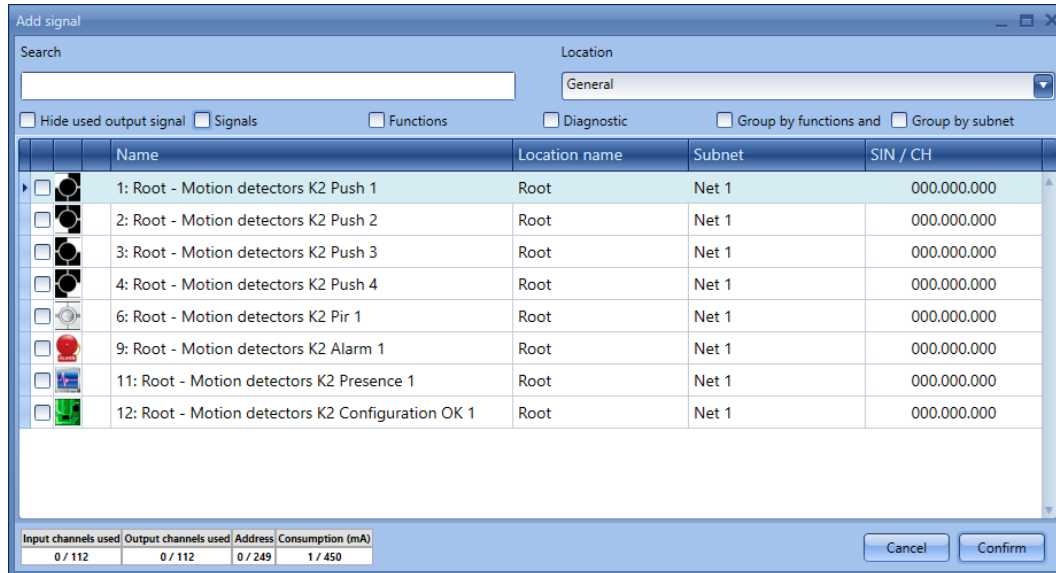 Add signal
Search Location
General
Hide used output signal Signals Functions Diagnostic Group by functions and Group by subnet
Name Location name Subnet SIN / CH
1: Root - Motion detectors K2 Push 1 Root Net 1 000.000.000
2: Root - Motion detectors K2 Push 2 Root Net 1 000.000.000
3: Root - Motion detectors K2 Push 3 Root Net 1 000.000.000
4: Root - Motion detectors K2 Push 4 Root Net 1 000.000.000
6: Root - Motion detectors K2 Pir 1 Root Net 1 000.000.000
ALARM 9: Root - Motion detectors K2 Alarm 1 Root Net 1 000.000.000
11: Root - Motion detectors K2 Presence 1 Root Net 1 000.000.000
12: Root - Motion detectors K2 Configuration OK 1 Root Net 1 000.000.000
Input channels used Output channels used Address Consumption (mA)
0 / 112 0 / 112 0 / 249 1 / 450
Cancel Confirm